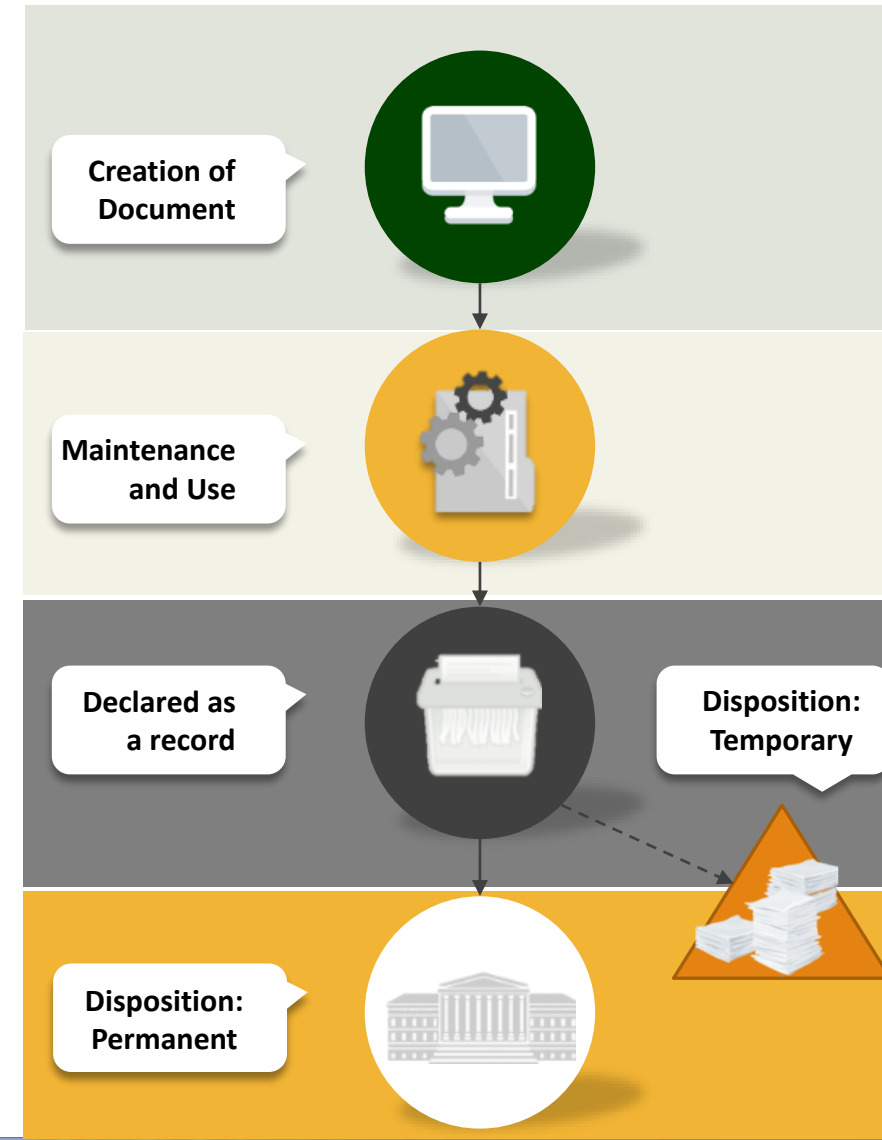 Creation of
Document
Maintenance
and Use
Declared as
a record
Disposition:
Temporary
Disposition:
Permanent